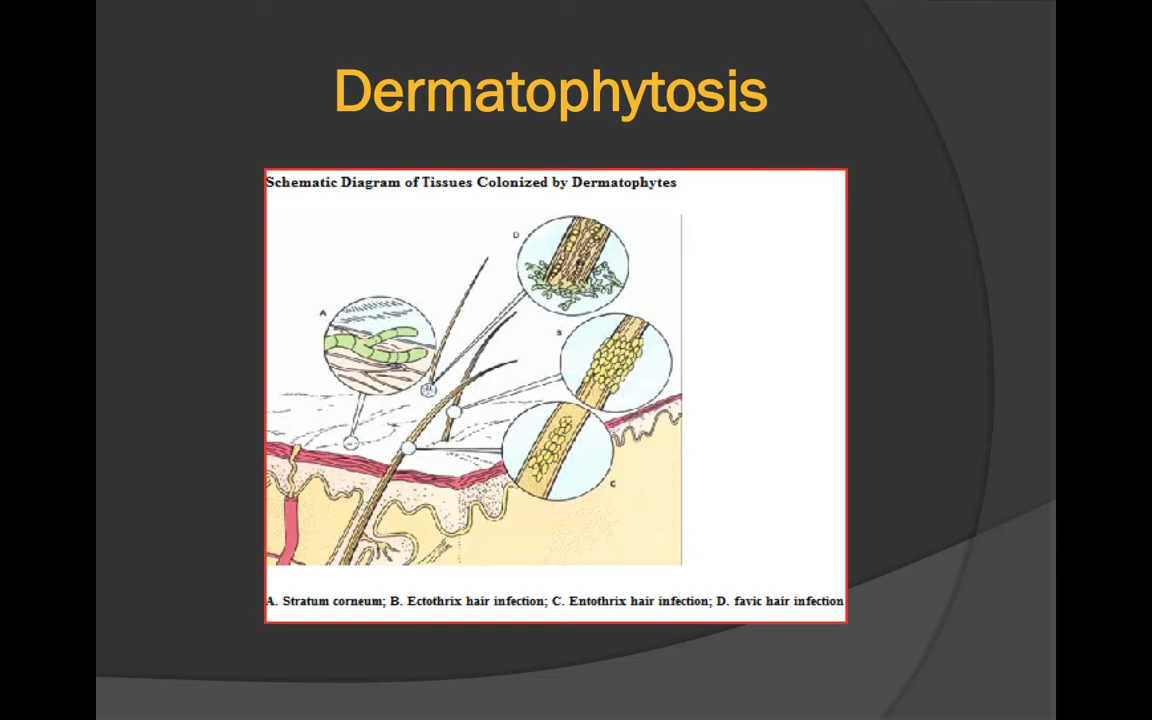 Dermatophytosis
Schematic Diagram of Tissues Colonized by Dermatophytes
D
A
B
C
A. Stratum corneum; B. Ectothrix hair infection; C. Entothrix hair infection; D. favic hair infection